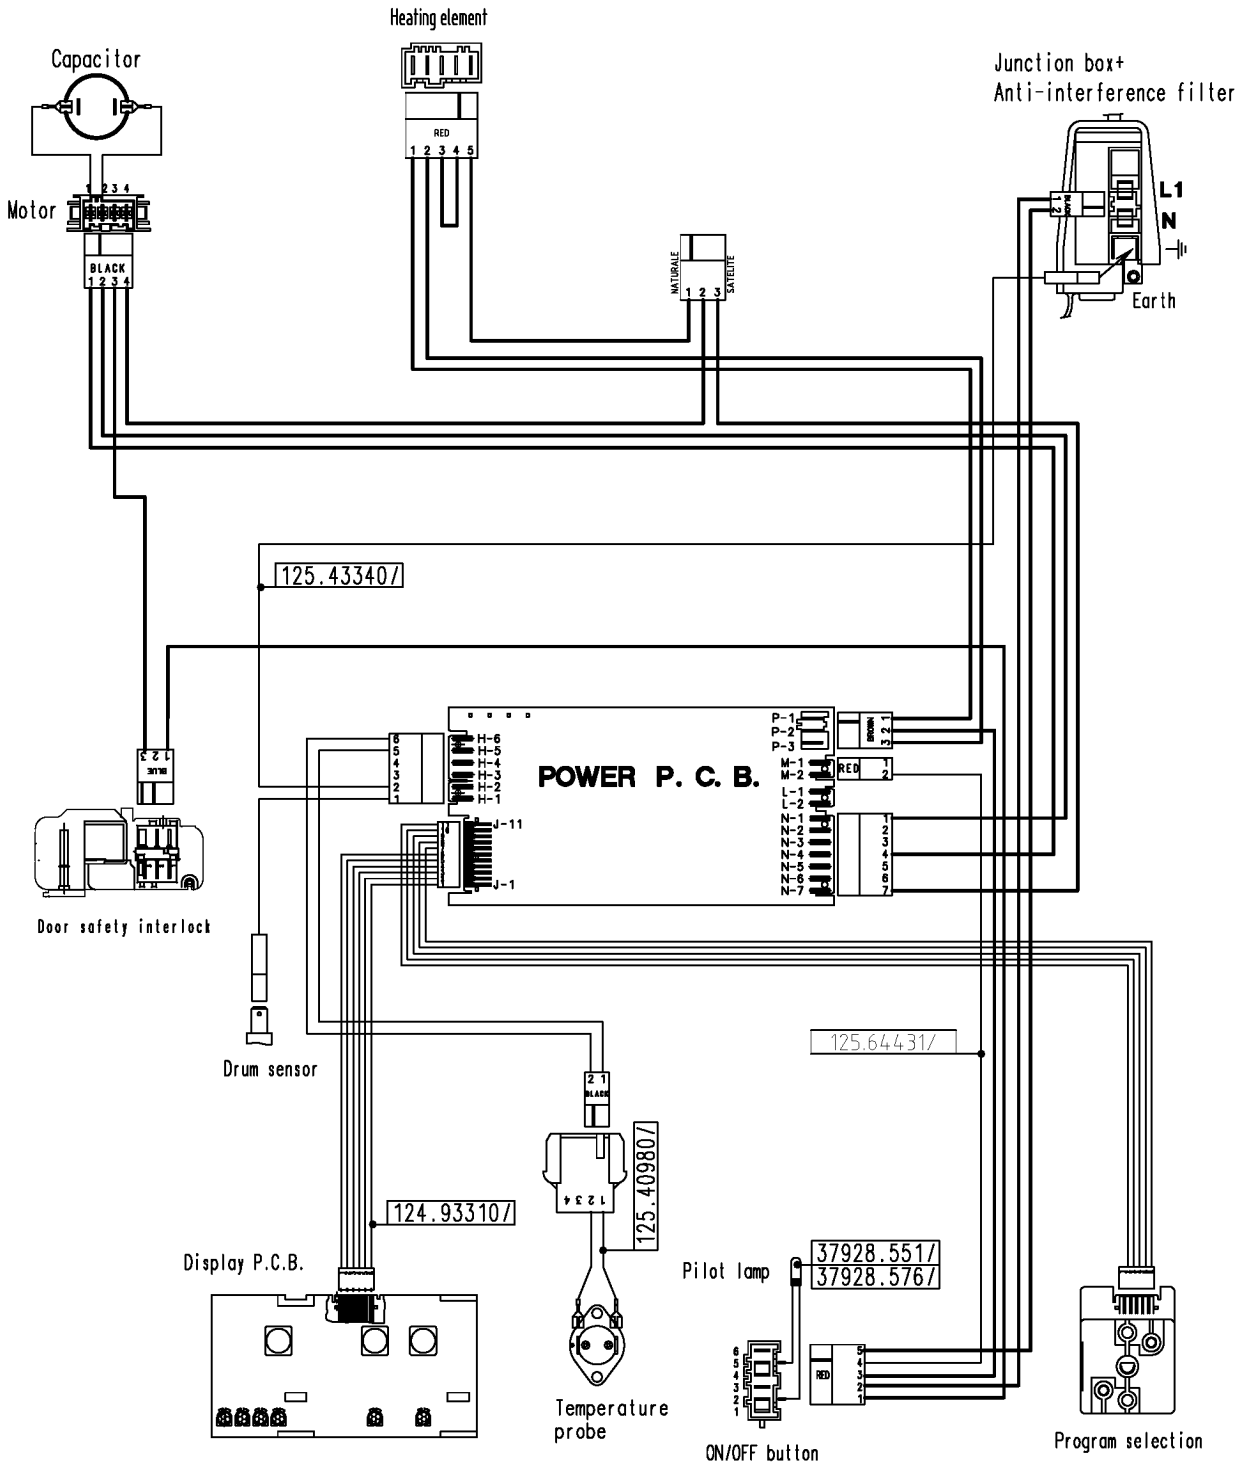 Heating element
Capacitor
Junction box+
Anti-interference filter
RED
1 2 3 4 5
1 2 3 4
Motor
BLACK
1 2 3 4
BLACK
1
2
L1
N
Earth
NATURALE
1 2 3
SATELITE
125.43340/
3 2 1
BLUE
Door safety interlock
POWER P. C. B.
6
5
4
3
2
1
H-6
H-5
H-4
H-3
H-2
H-1
J-11
J-1
P-1
P-2
P-3
BROWN
1
2
3
M-1
M-2
RED
1
2
L-1
L-2
N-1
N-2
N-3
N-4
N-5
N-6
N-7
1
2
3
4
5
6
7
Drum sensor
125.64431/
2 1
BLACK
4 3 2 1
125.40980/
124.93310/
Display P.C.B.
Pilot lamp
37928.551/
37928.576/
6
5
4
3
2
1
RED
5
4
3
2
1
Temperature
probe
ON/OFF button
Program selection